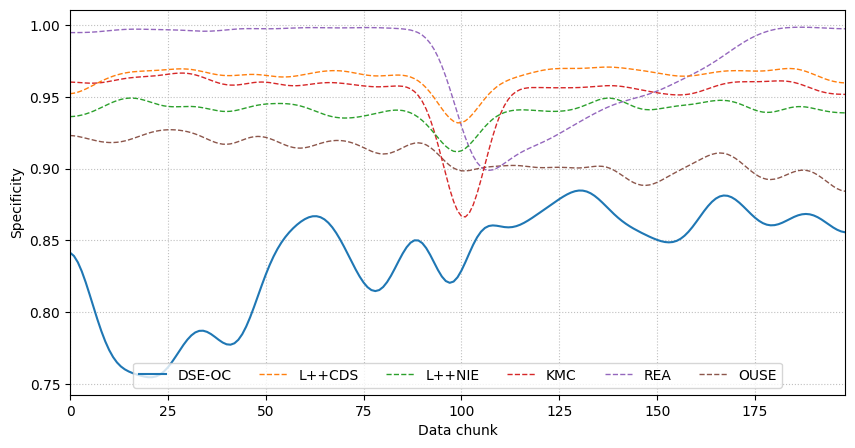 1.00
0.95
0.90
0.85
0.80
0.75
Specificity
DSE-OC L++CDS L++NIE KMC REA OUSE
0 25 50 75 100 125 150 175
Data chunk